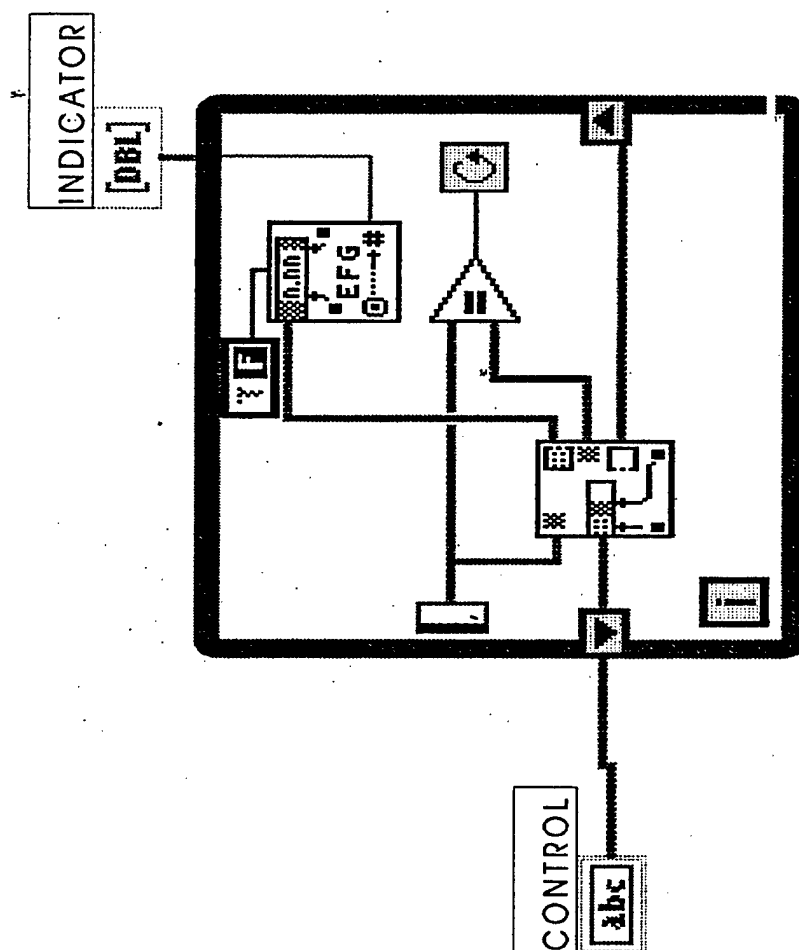 INDICATOR
[DBL]
? F
n.nn
EFG
#
=
,
i
CONTROL
abc